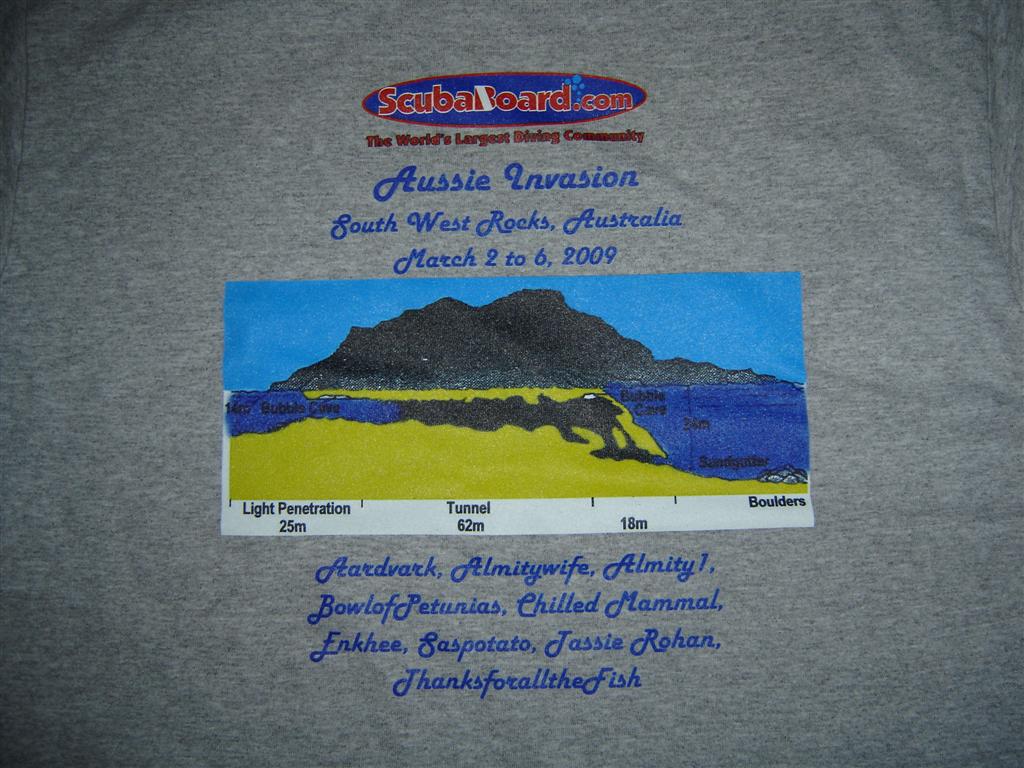 ScubaBoard.com
The World's Largest Diving Community
Aussie Invasion
South West Rocks, Australia
March 2 to 6, 2009
14m Bubble Cave
Bubble
Cave
24m
Sandgutter
Light Penetration
25m
Tunnel
62m
18m
Boulders
Aardvark, Almitywife, Almity1,
BowlofPetunias, Chilled Mammal,
Enkhee, Saspotato, Tassie Rohan,
ThanksforalltheFish